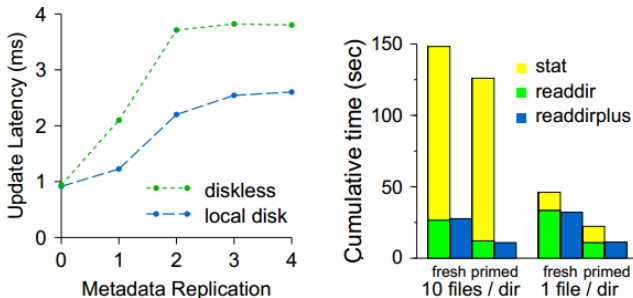 Update Latency (ms)
4
3
2
1
0
diskless
local disk
0 1 2 3 4
Metadata Replication
Cumulative time (sec)
150
100
50
0
stat
readdir
readdirplus
fresh primed fresh primed
10 files / dir 1 file / dir